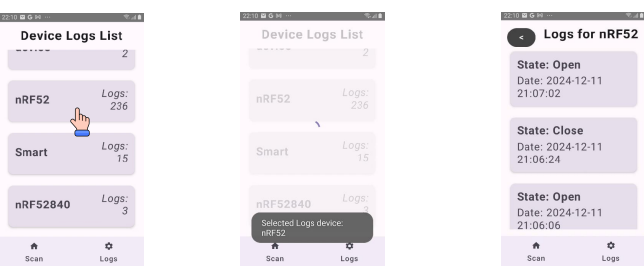 22:10
Device Logs List
device
2
nRF52
Logs:
236
Smart
Logs:
15
nRF52840
Logs:
3
Scan
Logs
22:10
Device Logs List
device
2
nRF52
Logs:
236
Smart
Logs:
15
nRF52840
Logs:
3
Selected Logs device:
nRF52
Scan
Logs
22:10
< Logs for nRF52
State: Open
Date: 2024-12-11
21:07:02
State: Close
Date: 2024-12-11
21:06:24
State: Open
Date: 2024-12-11
21:06:06
Scan
Logs